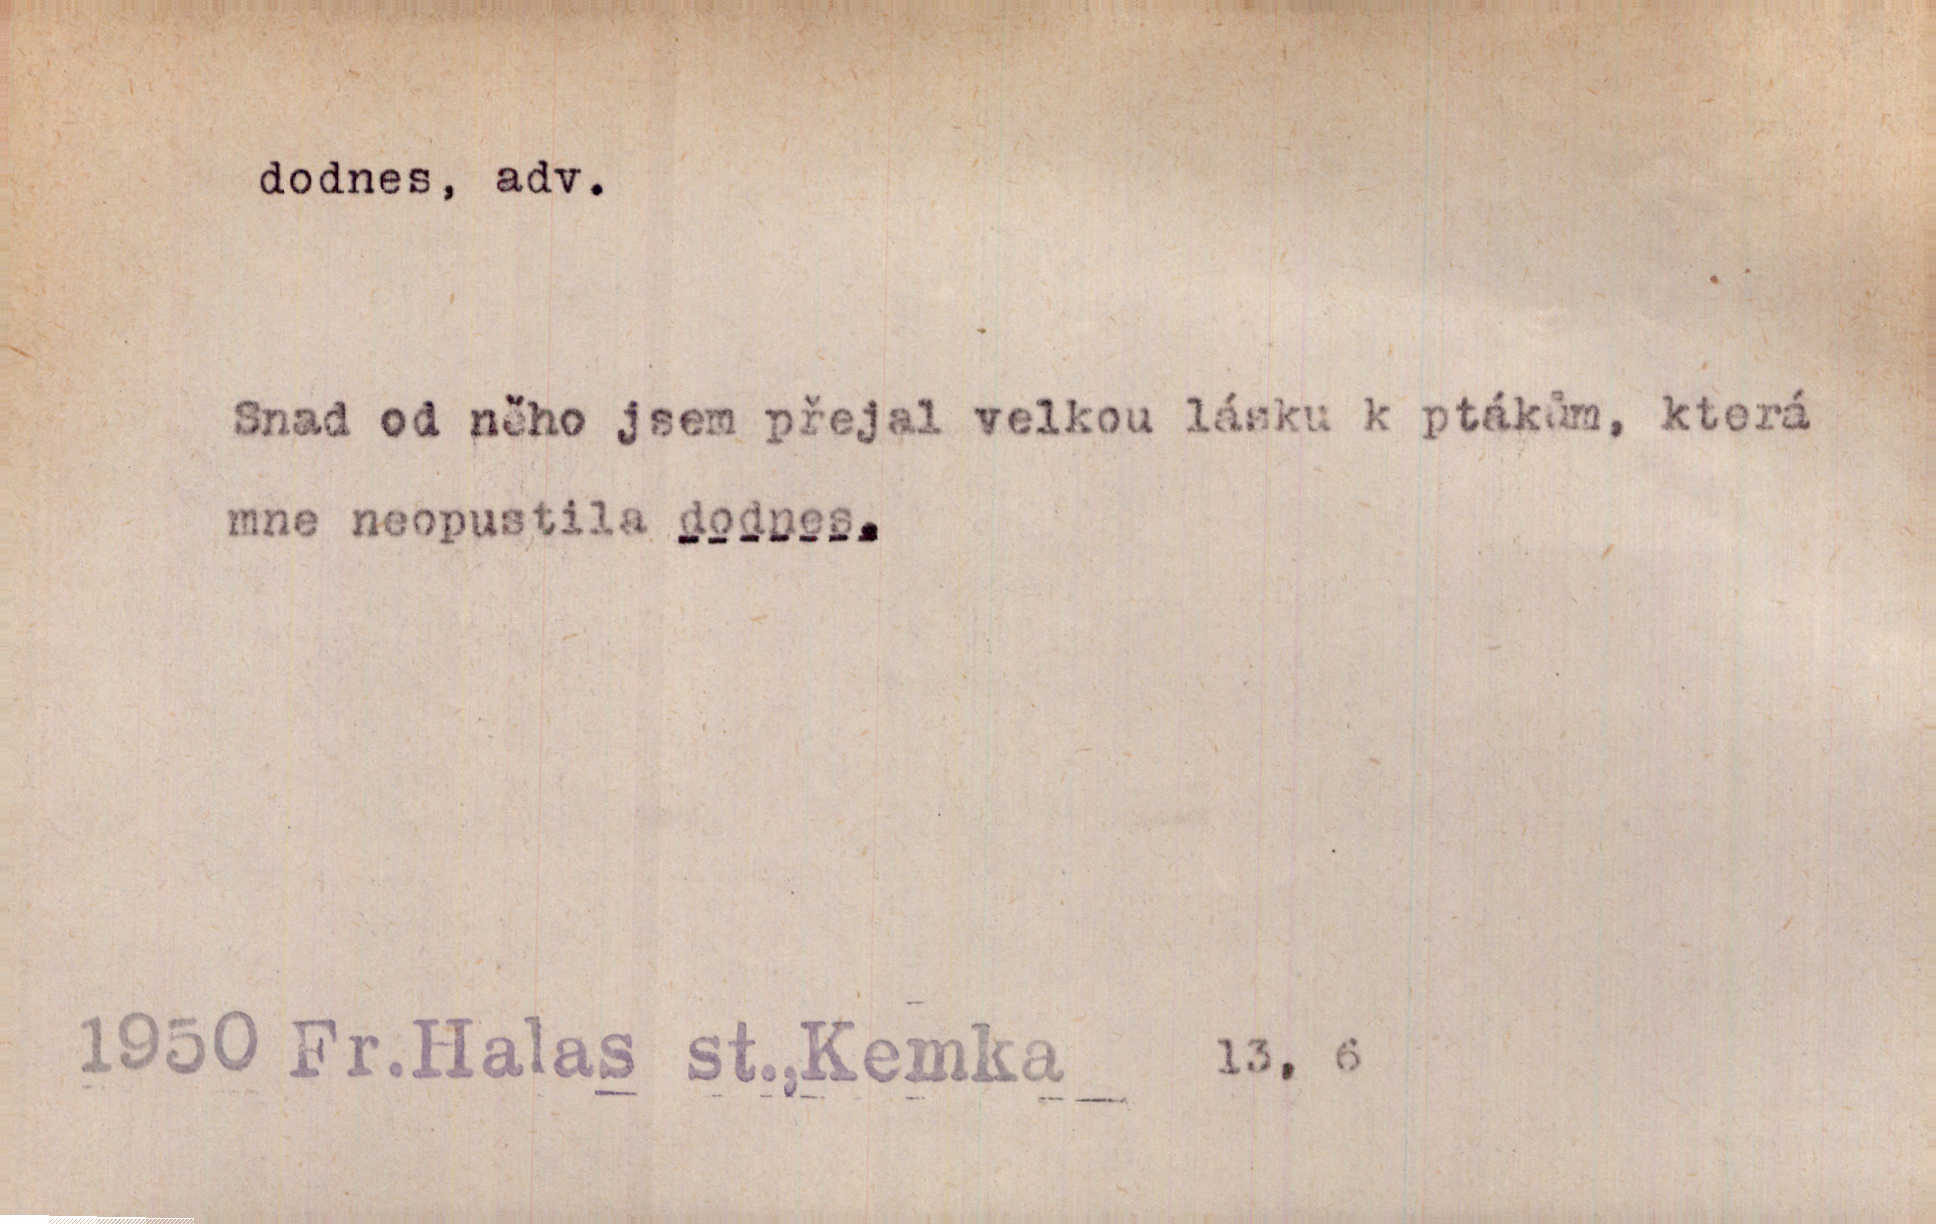 dodnes, adv.
Snad od něho jsem přejal velkou lásku k ptákům, která
mne neopustila dodnes.
1950 Fr.Halas st.,Kemka 13, 6